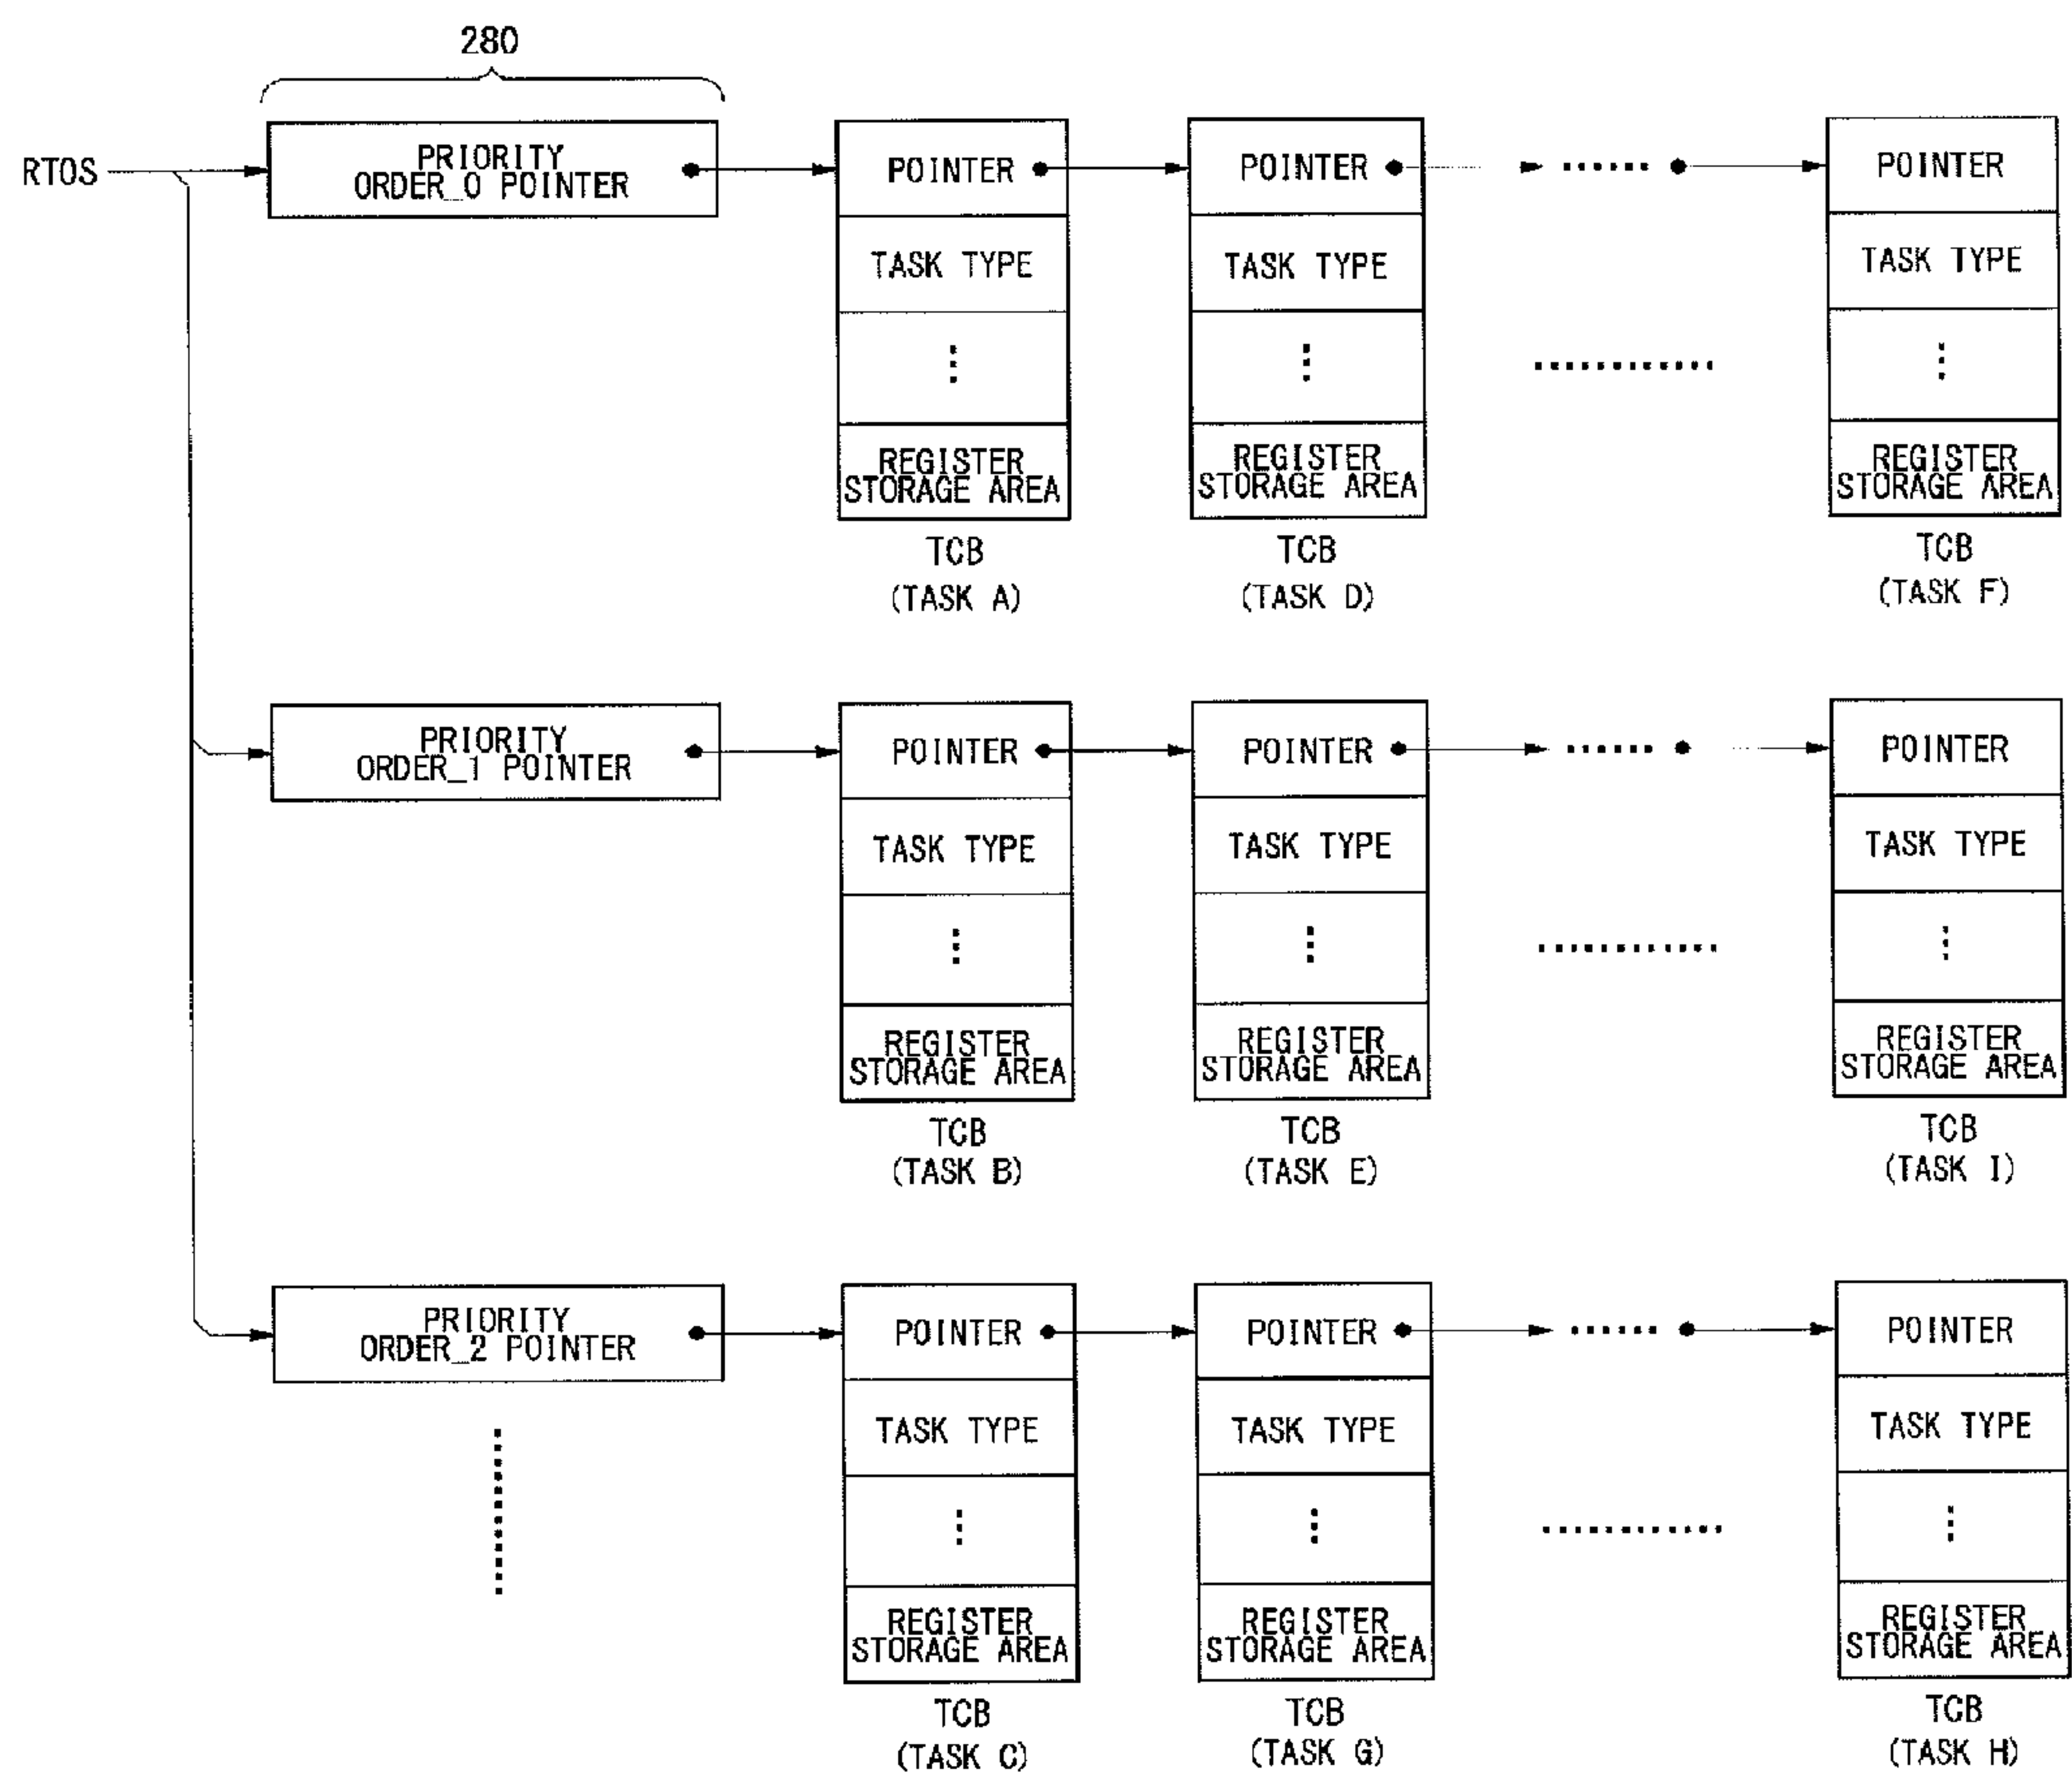 280
RTOS
PRIORITY
ORDER_0 POINTER
POINTER
POINTER
POINTER
TASK TYPE
TASK TYPE
TASK TYPE
REGISTER
STORAGE AREA
REGISTER
STORAGE AREA
REGISTER
STORAGE AREA
TCB
(TASK A)
TCB
(TASK D)
TCB
(TASK F)
PRIORITY
ORDER_1 POINTER
POINTER
POINTER
POINTER
TASK TYPE
TASK TYPE
TASK TYPE
REGISTER
STORAGE AREA
REGISTER
STORAGE AREA
REGISTER
STORAGE AREA
TCB
(TASK B)
TCB
(TASK E)
TCB
(TASK I)
PRIORITY
ORDER_2 POINTER
POINTER
POINTER
POINTER
TASK TYPE
TASK TYPE
TASK TYPE
REGISTER
STORAGE AREA
REGISTER
STORAGE AREA
REGISTER
STORAGE AREA
TCB
(TASK C)
TCB
(TASK G)
TCB
(TASK H)